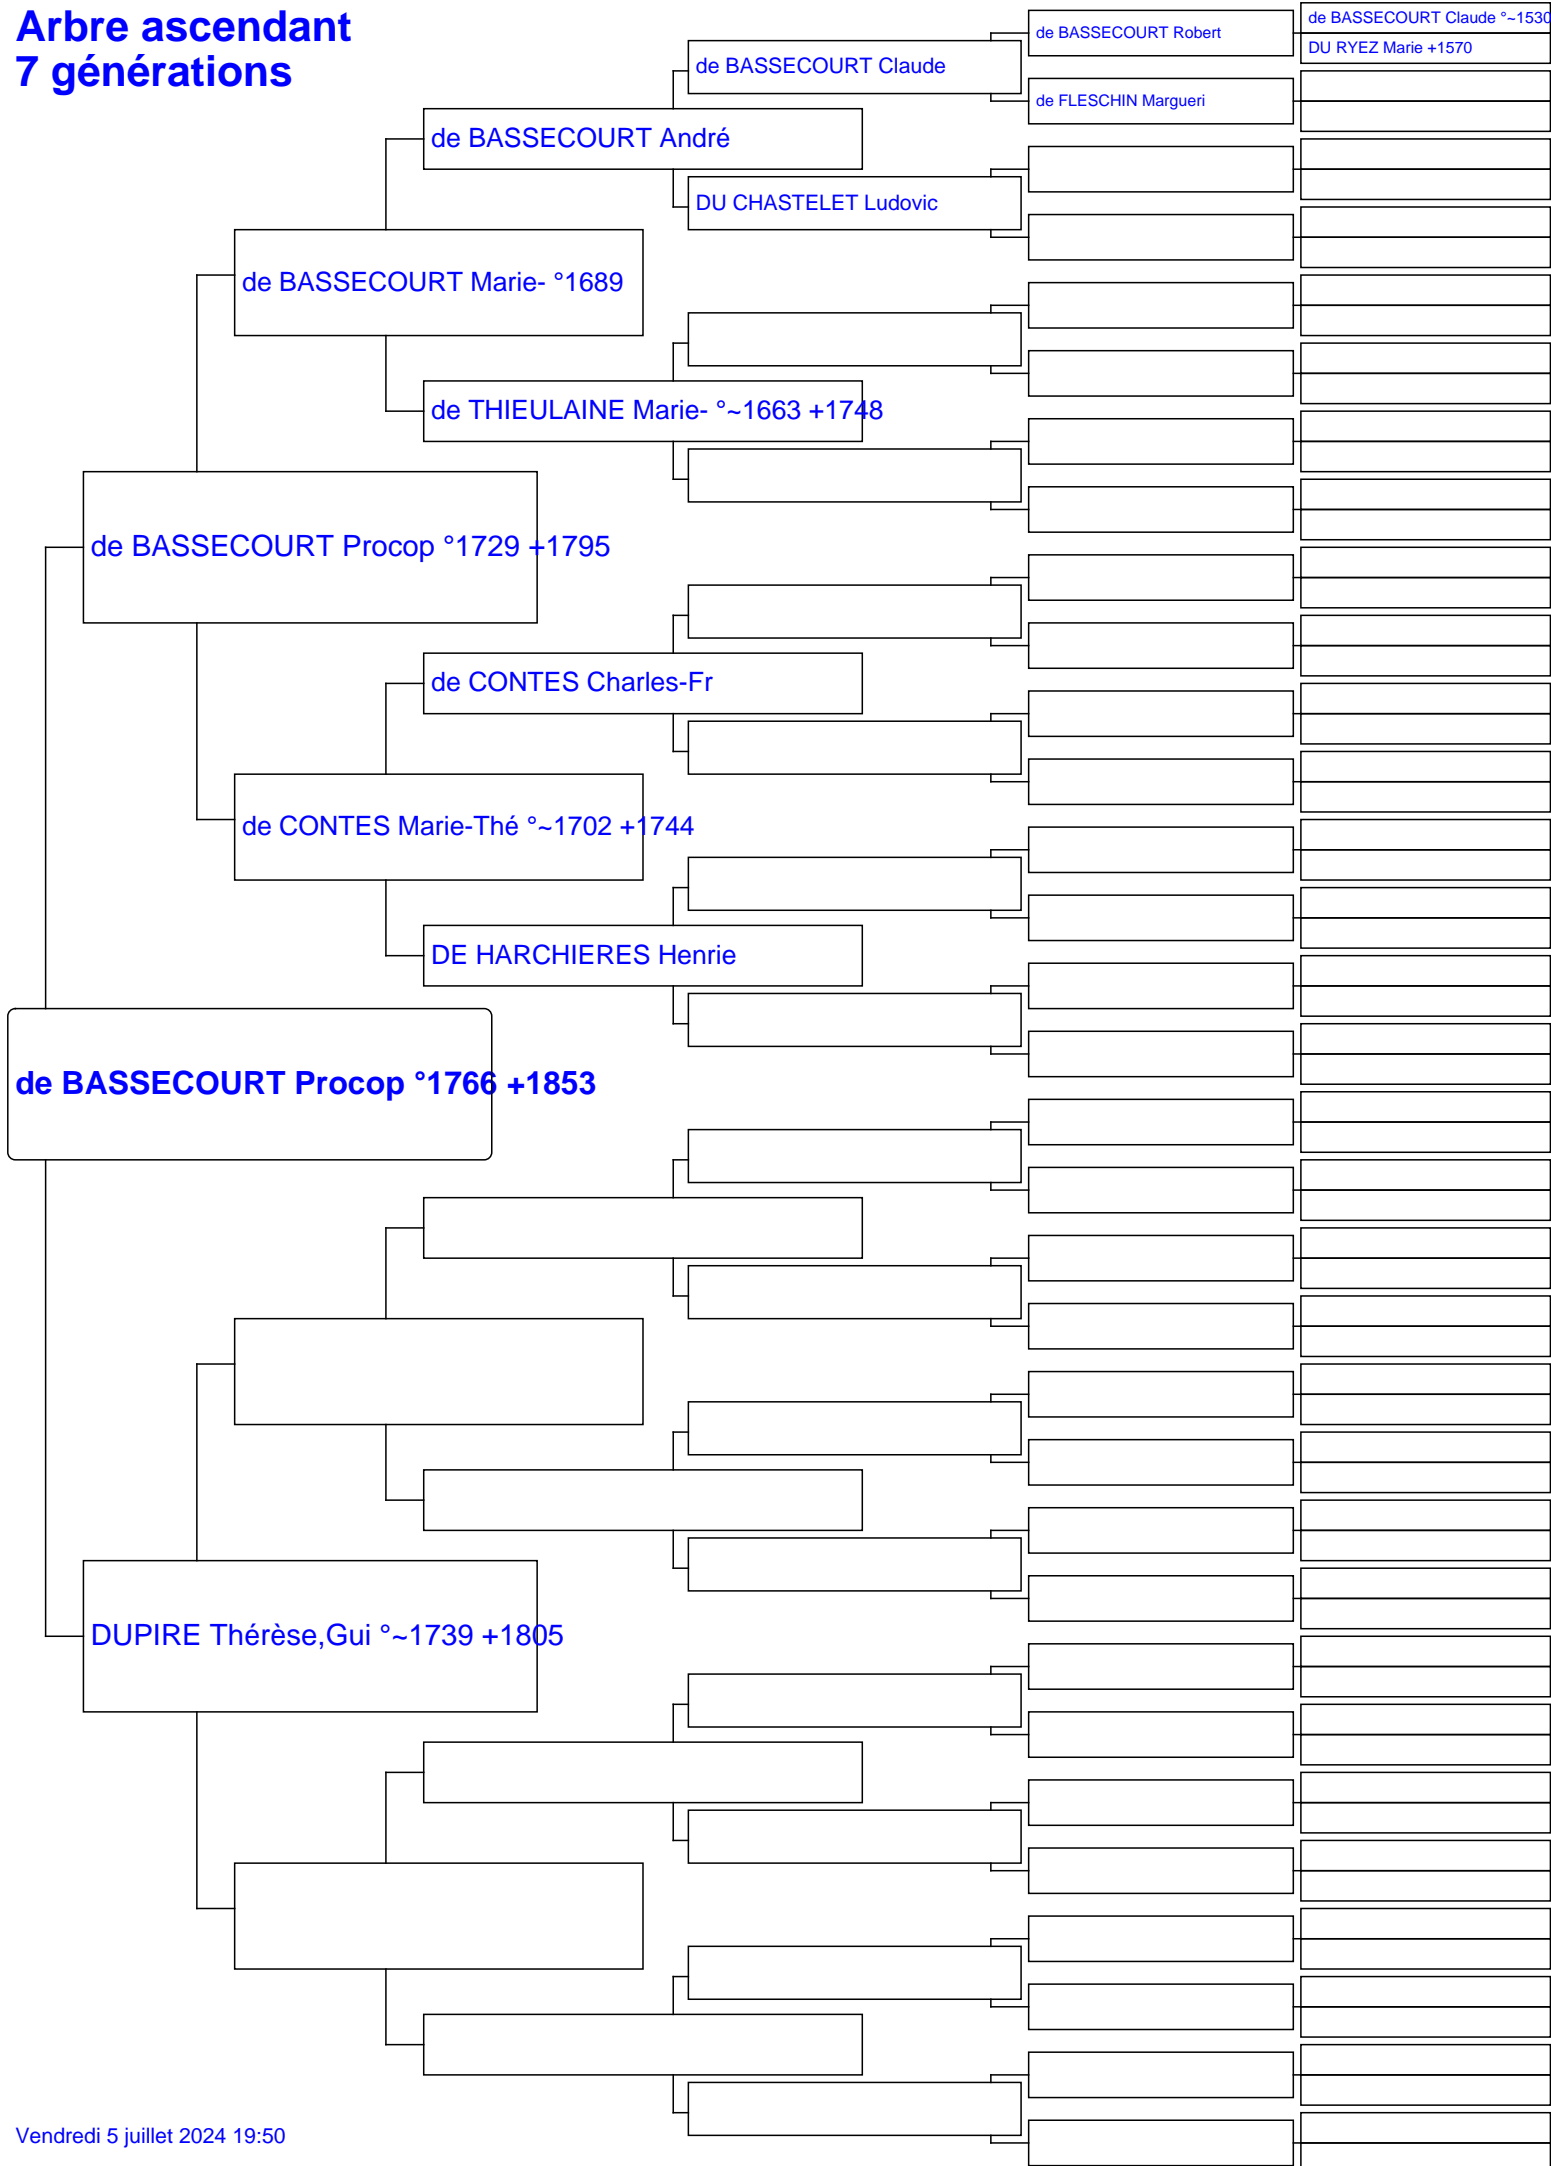 Arbre ascendant
7 générations
de BASSECOURT Claude °~1530
de BASSECOURT Robert
DU RYEZ Marie +1570
de BASSECOURT Claude
de FLESCHIN Margueri
de BASSECOURT André
DU CHASTELET Ludovic
de BASSECOURT Marie- °1689
de THIEULAINE Marie- °~1663 +1748
de BASSECOURT Procop °1729 +1795
de CONTES Charles-Fr
de CONTES Marie-Thé °~1702 +1744
DE HARCHIERES Henrie
de BASSECOURT Procop °1766 +1853
DUPIRE Thérèse,Gui °~1739 +1805
Vendredi 5 juillet 2024 19:50